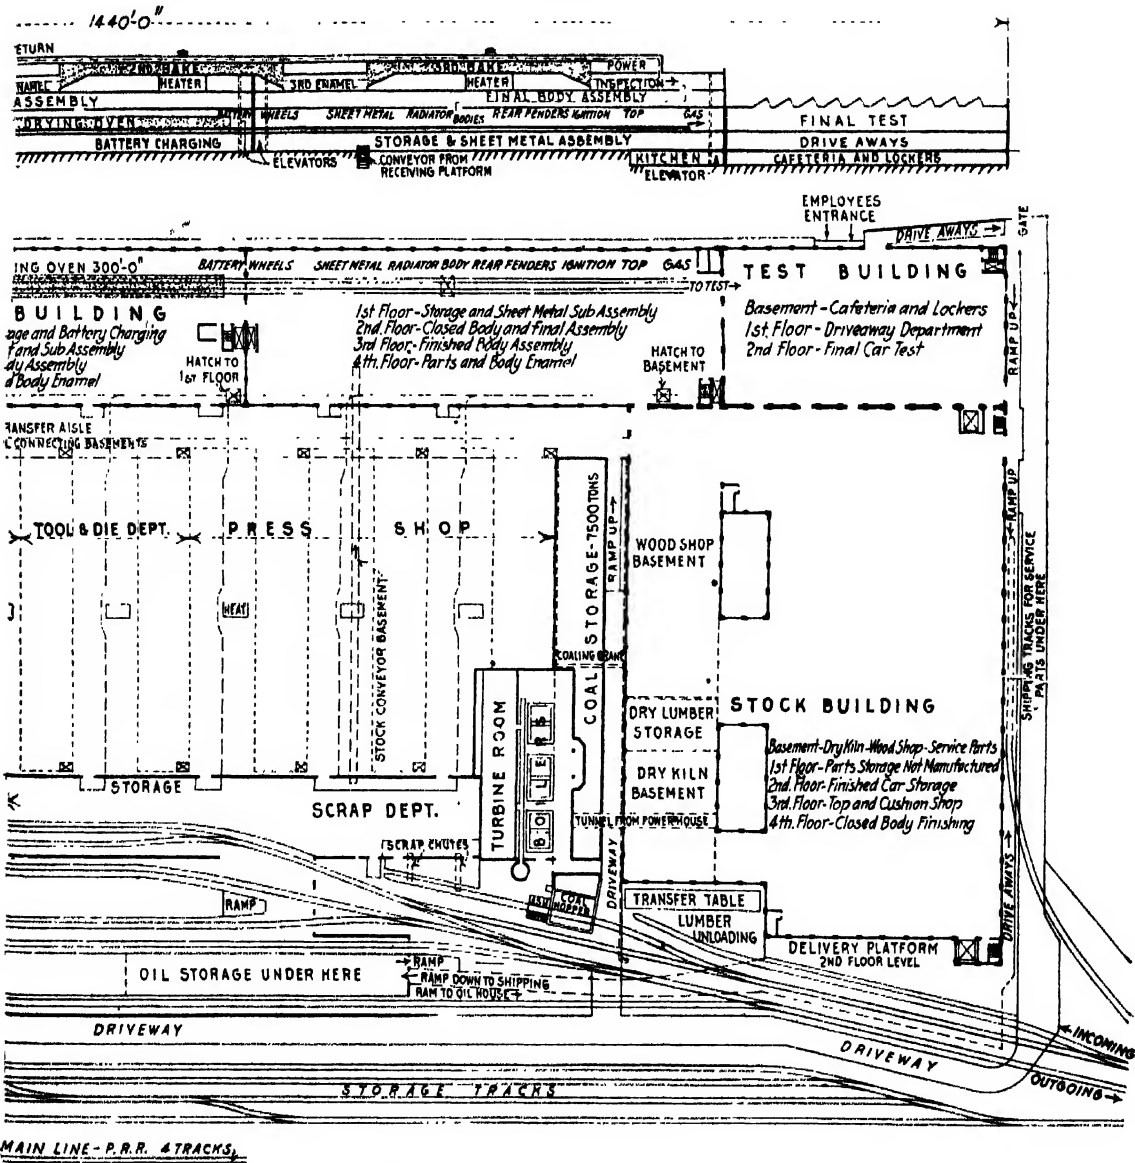 1440'-0"
ETURN
2ND BAKE
3RD BAKE
POWER
HEATER
3RD ENAMEL
HEATER
INSPECTION
ASSEMBLY
FINAL BODY ASSEMBLY
WHEELS SHEET METAL RADIATOR BODIES REAR FENDERS IGNITION TOP GAS
DRYING OVEN
FINAL TEST
BATTERY CHARGING
STORAGE & SHEET METAL ASSEMBLY
DRIVE AWAYS
ELEVATORS
CONVEYOR FROM
RECEIVING PLATFORM
KITCHEN
ELEVATOR
CAFETERIA AND LOCKERS
EMPLOYEES
ENTRANCE
DRIVE AWAYS
GATE
ING OVEN 300'-0"
BATTERY WHEELS SHEET METAL RADIATOR BODY REAR FENDERS IGNITION TOP GAS
TO TEST
TEST BUILDING
BUILDING
age and Battery Charging
t and Sub Assembly
dy Assembly
d Body Enamel
1st Floor-Storage and Sheet Metal Sub Assembly
2nd. Floor-Closed Body and Final Assembly
3rd Floor-Finished Body Assembly
4th. Floor-Parts and Body Enamel
Basement-Cafeteria and Lockers
1st Floor-Driveaway Department
2nd Floor-Final Car Test
RAMP UP
HATCH TO
1ST FLOOR
HATCH TO
BASEMENT
RANSFER AISLE
L CONNECTING BASEMENTS
TOOL & DIE DEPT.
PRESS SHOP
HEAT
STOCK CONVEYOR BASEMENT
COAL STORAGE-7500 TONS
RAMP UP
WOOD SHOP
BASEMENT
RAMP UP
SHIPPING TRACKS FOR SERVICE
PARTS UNDER HERE
COALING CRANE
TURBINE ROOM
BOILERS
DRY LUMBER
STORAGE
STOCK BUILDING
DRY KILN
BASEMENT
Basement-Dry Kiln-Wood Shop-Service Parts
1st Floor-Parts Storage Not Manufactured
2nd. Floor-Finished Car Storage
3rd. Floor-Top and Cushion Shop
4th. Floor-Closed Body Finishing
TUNNEL FROM POWERHOUSE
STORAGE
SCRAP DEPT.
SCRAP CHUTES
DRIVEWAY
DRIVE AWAYS
RAMP
ASH
COAL
HOPPER
TRANSFER TABLE
LUMBER
UNLOADING
DELIVERY PLATFORM
2ND FLOOR LEVEL
OIL STORAGE UNDER HERE
RAMP
RAMP DOWN TO SHIPPING
RAM TO OIL HOUSE
DRIVEWAY
DRIVEWAY
INCOMING
OUTGOING
STORAGE TRACKS
MAIN LINE-P.R.R. 4 TRACKS,